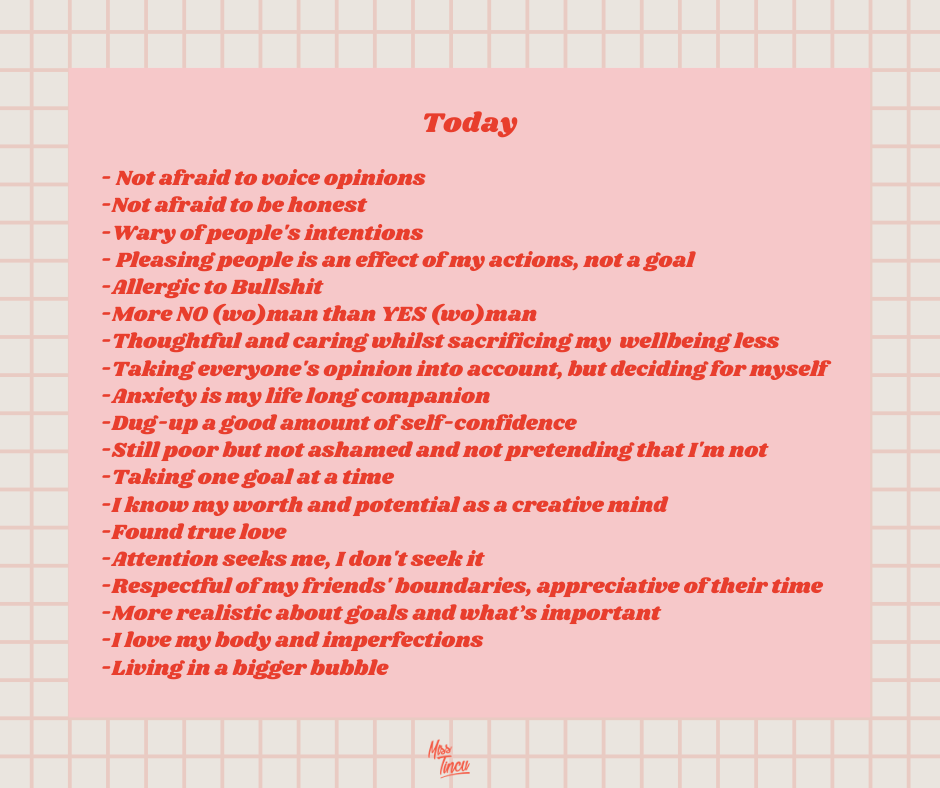 Today
- Not afraid to voice opinions
-Not afraid to be honest
-Wary of people's intentions
- Pleasing people is an effect of my actions, not a goal
-Allergic to Bullshit
-More NO (wo)man than YES (wo)man
-Thoughtful and caring whilst sacrificing my wellbeing less
-Taking everyone's opinion into account, but deciding for myself
-Anxiety is my life long companion
-Dug-up a good amount of self-confidence
-Still poor but not ashamed and not pretending that I'm not
-Taking one goal at a time
-I know my worth and potential as a creative mind
-Found true love
-Attention seeks me, I don't seek it
-Respectful of my friends' boundaries, appreciative of their time
-More realistic about goals and what’s important
-I love my body and imperfections
-Living in a bigger bubble
Miss
Tincu